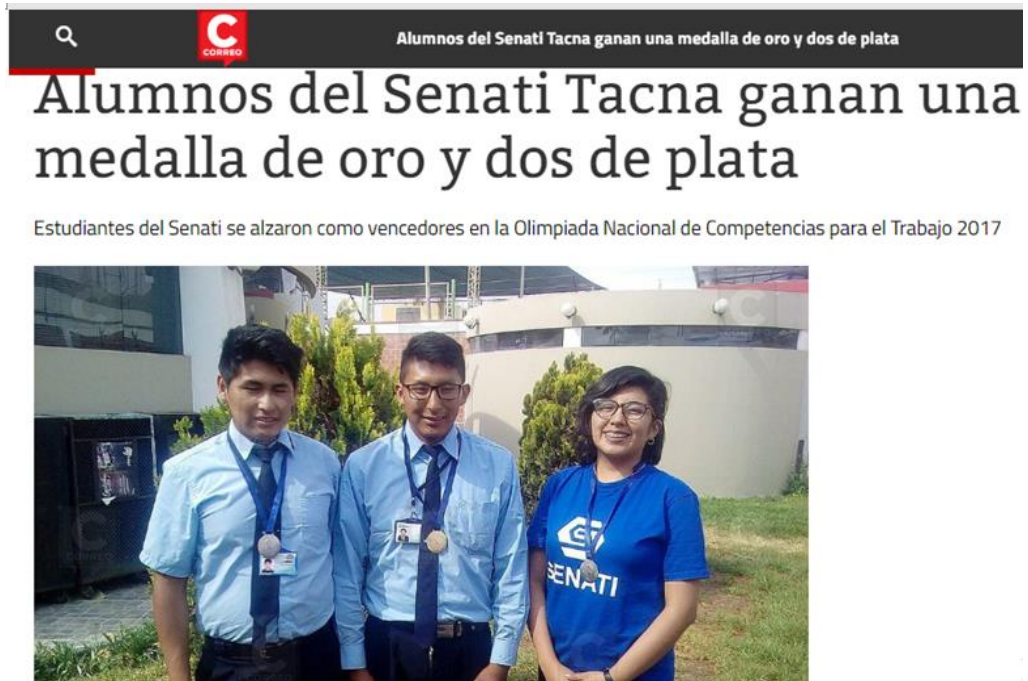 C
CORREO
Alumnos del Senati Tacna ganan una medalla de oro y dos de plata
Alumnos del Senati Tacna ganan una
medalla de oro y dos de plata
Estudiantes del Senati se alzaron como vencedores en la Olimpiada Nacional de Competencias para el Trabajo 2017
C
C
CORREO
SENATI